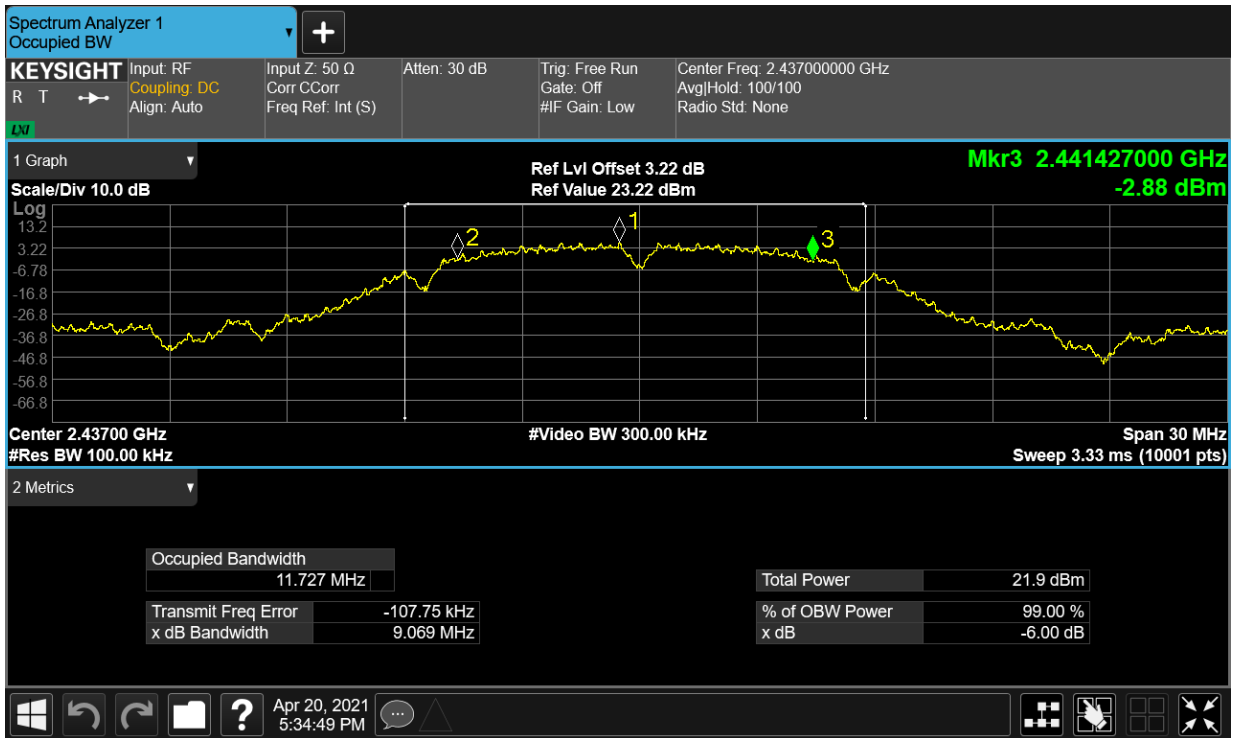 Spectrum Analyzer 1
Occupied BW
▼
+
KEYSIGHT
R T
LXI
Input: RF
Coupling: DC
Align: Auto
Input Z: 50 Ω
Corr CCorr
Freq Ref: Int (S)
Atten: 30 dB
Trig: Free Run
Gate: Off
#IF Gain: Low
Center Freq: 2.437000000 GHz
Avg|Hold: 100/100
Radio Std: None
1 Graph ▼
Scale/Div 10.0 dB
Ref Lvl Offset 3.22 dB
Ref Value 23.22 dBm
Mkr3 2.441427000 GHz
-2.88 dBm
Log
13.2
3.22
-6.78
-16.8
-26.8
-36.8
-46.8
-56.8
-66.8
2
1
3
Center 2.43700 GHz
#Res BW 100.00 kHz
#Video BW 300.00 kHz
Span 30 MHz
Sweep 3.33 ms (10001 pts)
2 Metrics ▼
Occupied Bandwidth
11.727 MHz
Transmit Freq Error -107.75 kHz
x dB Bandwidth 9.069 MHz
Total Power 21.9 dBm
% of OBW Power 99.00 %
x dB -6.00 dB
?
Apr 20, 2021
5:34:49 PM